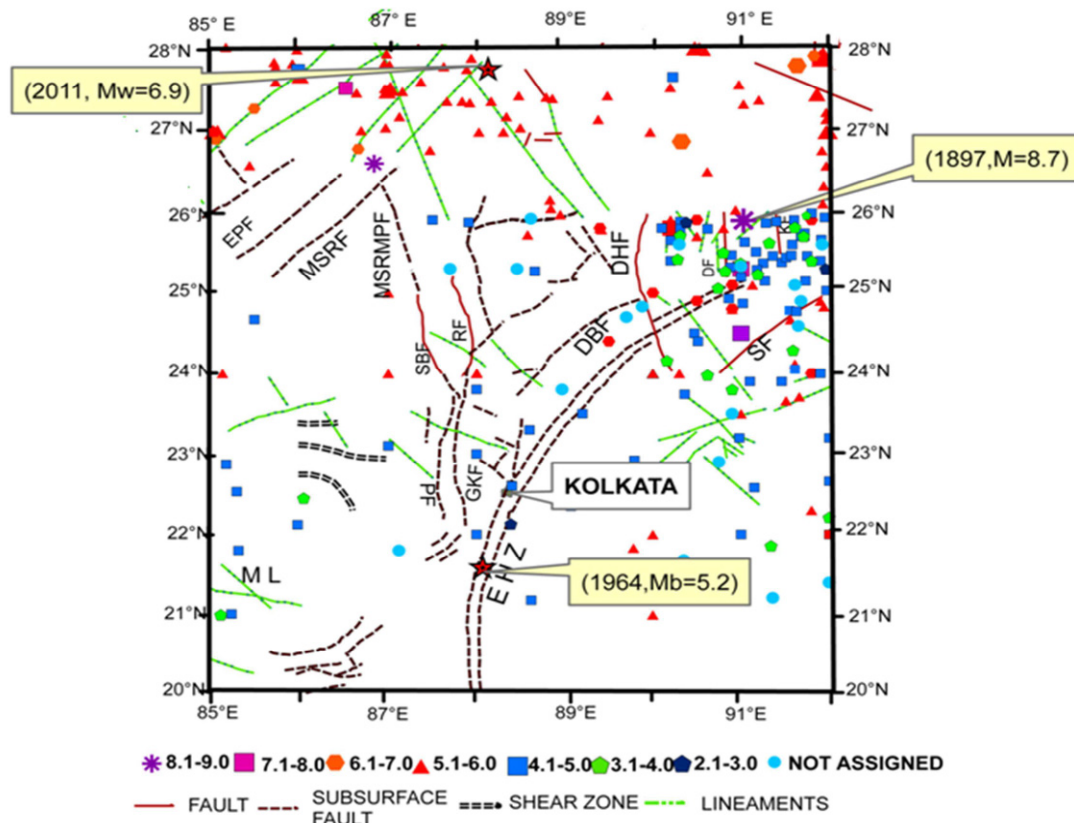 85° E 87° E 89°E 91° E
28°N 28°N
(2011, Mw=6.9)
27°N 27°N
(1897,M=8.7)
26°N 26°N
EPF
MSRF
MSRMPF
DHF
DF
KF
25°N 25°N
SBF
RF
DBF
SF
24°N 24°N
23°N 23°N
PF
GKF
KOLKATA
22°N 22°N
EHZ
(1964,Mb=5.2)
M L
21°N 21°N
20°N 20°N
85°E 87°E 89°E 91°E
8.1-9.0 7.1-8.0 6.1-7.0 5.1-6.0 4.1-5.0 3.1-4.0 2.1-3.0 NOT ASSIGNED
FAULT SUBSURFACE FAULT SHEAR ZONE LINEAMENTS